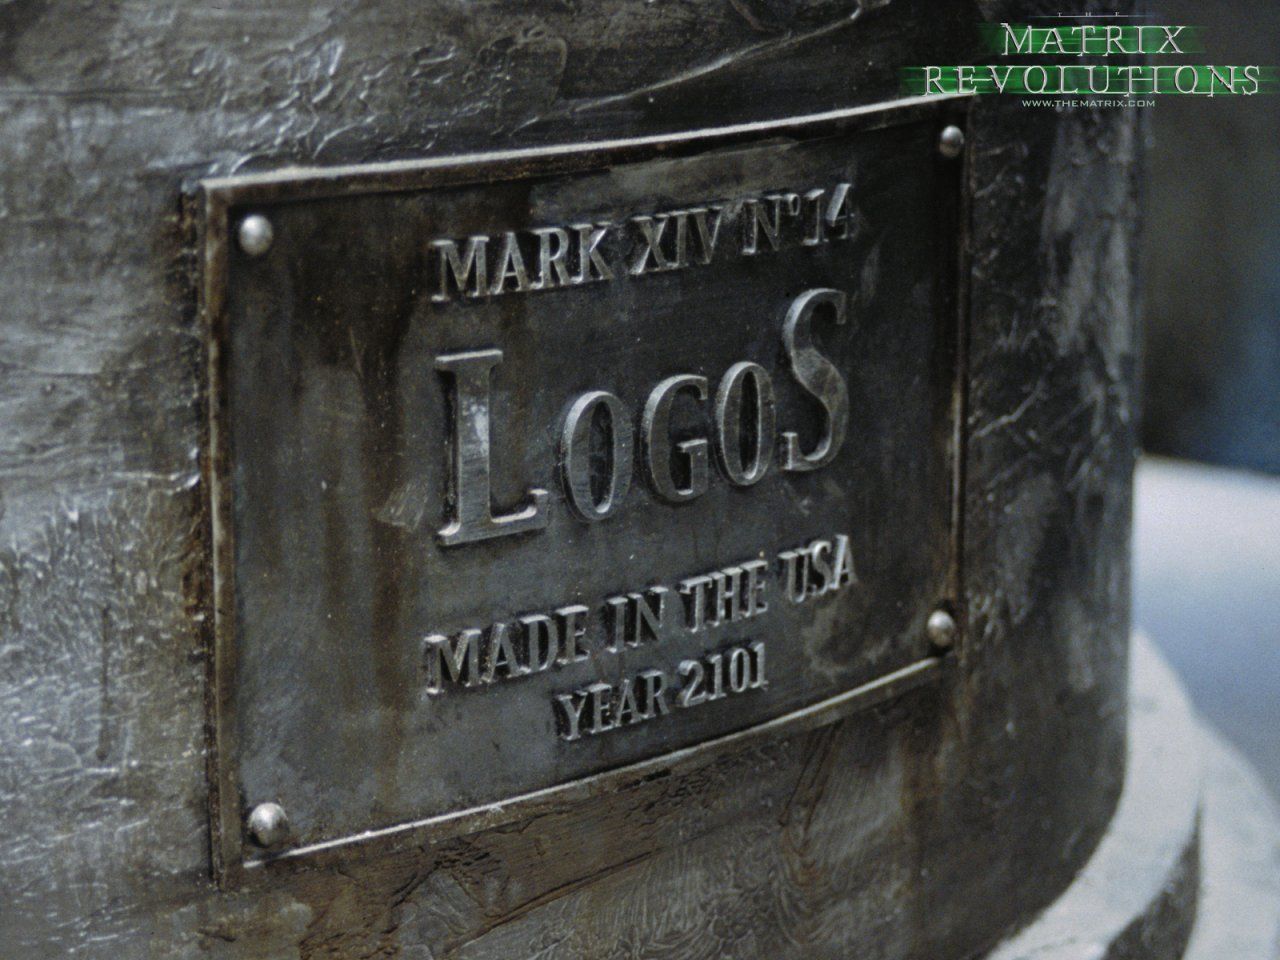 THE
MATRIX
REVOLUTIONS
WWW.THEMATRIX.COM
MARK XIV Nº14
LOGOS
MADE IN THE USA
YEAR 2101